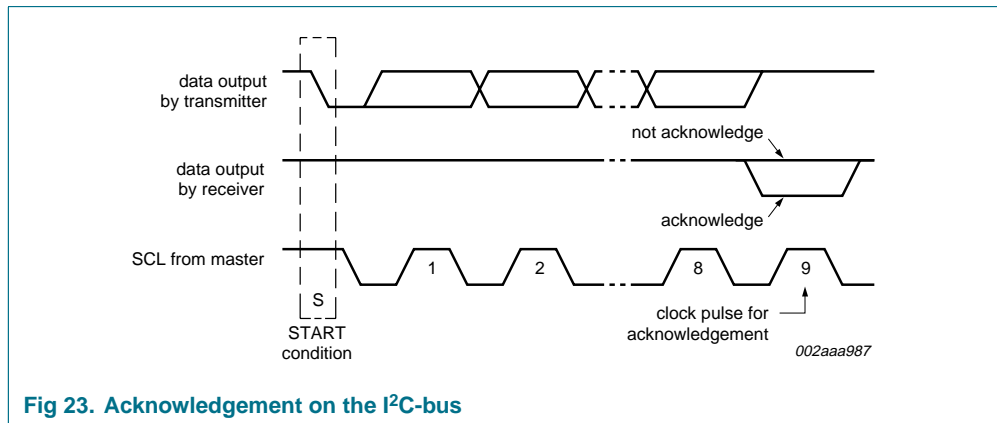 data output
by transmitter
not acknowledge
data output
by receiver
acknowledge
SCL from master
1
2
8
9
S
START
condition
clock pulse for
acknowledgement
002aaa987
Fig 23. Acknowledgement on the I²C-bus